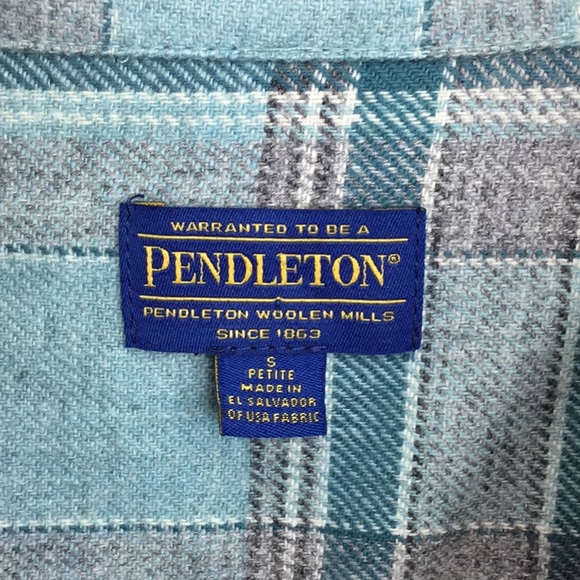 WARRANTED TO BE A
PENDLETON®
PENDLETON WOOLEN MILLS
SINCE 1863
S
PETITE
MADE IN
EL SALVADOR
OF USA FABRIC